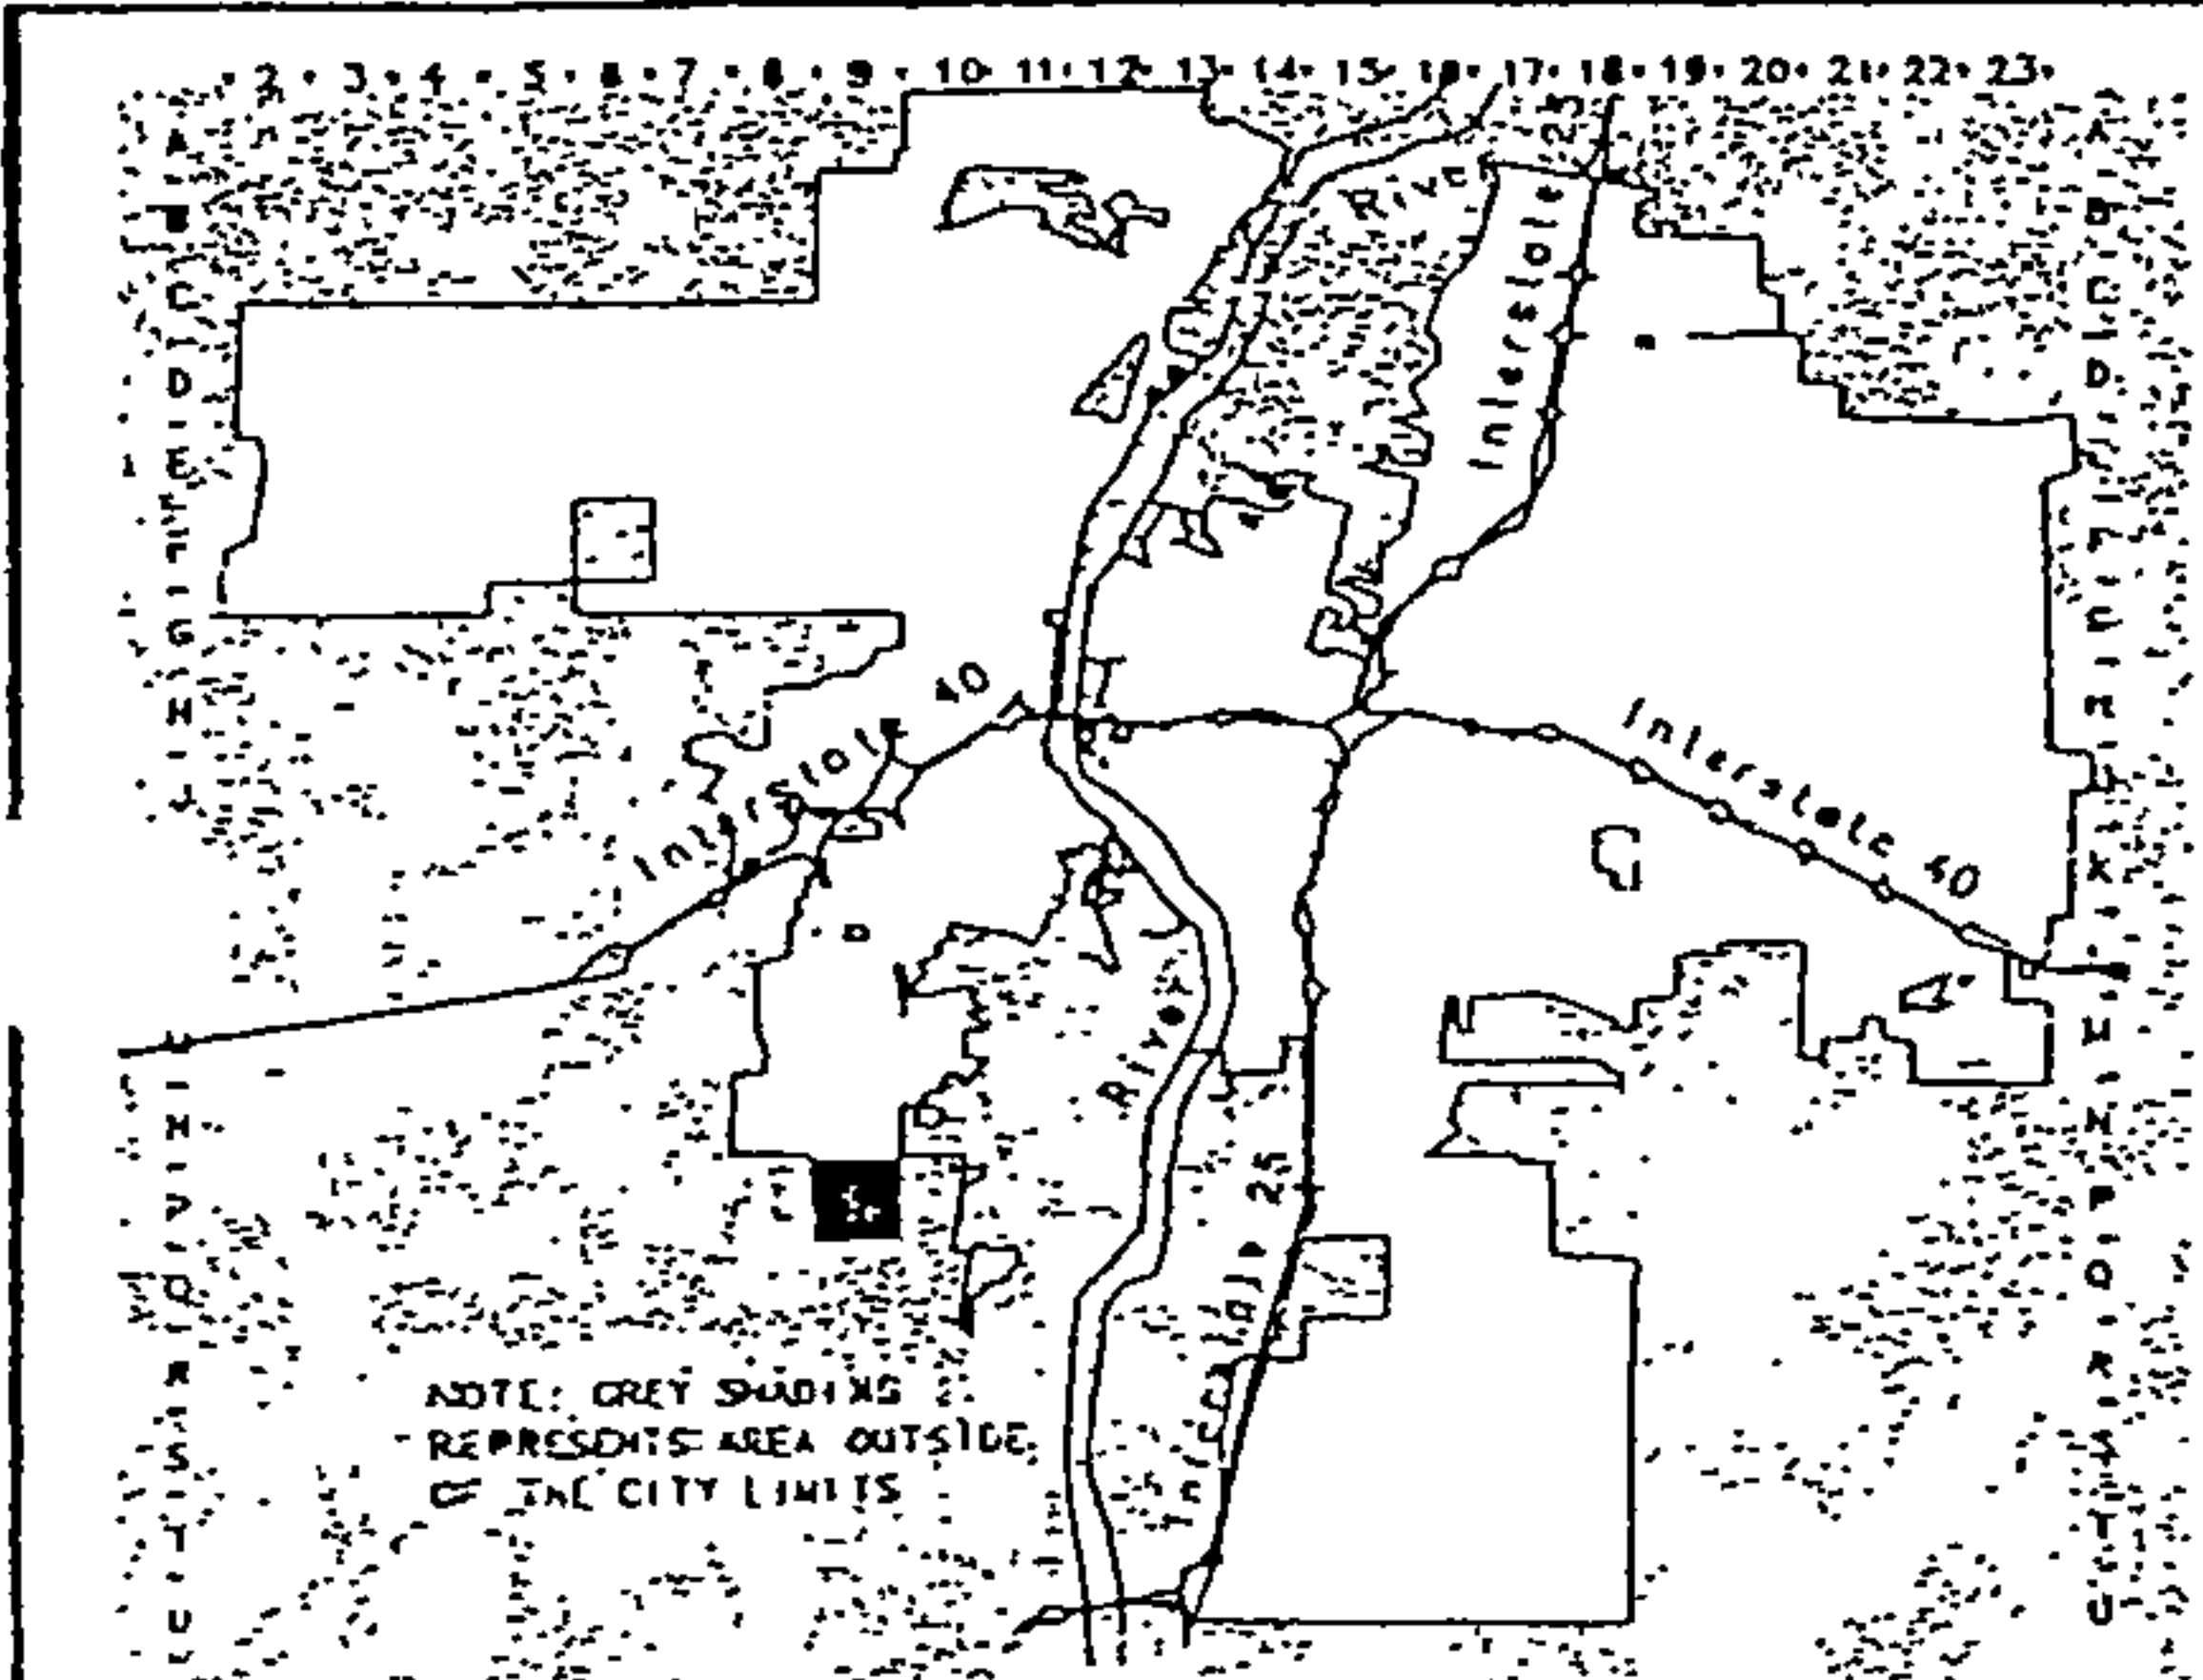 2 · 3 · 4 · 5 · 6 · 7 · 8 · 9 · 10 · 11 · 12 · 13 · 14 · 15 · 16 · 17 · 18 · 19 · 20 · 21 · 22 · 23
A
B
C
D
E
F
G
H
J
K
M
N
P
Q
R
S
T
U
River
Interstate 25
Interstate 40
Interstate 40
River
Interstate 25
NOTE: GREY SHADING
REPRESENTS AREA OUTSIDE
OF THE CITY LIMITS
A
B
C
D
F
G
H
J
K
M
N
P
Q
R
S
T
U